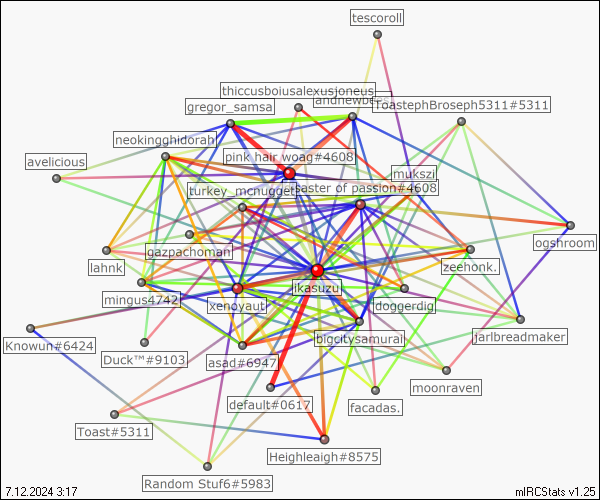 tescoroll
thiccusboiusalexusjoneus
ToastephBroseph5311#5311
gregor_samsa
neokingghidorah
pink hair woag#4608
avelicious
mukszi
turkey_mcnugget
aster of passion#4608
ogshroom
gazpachoman
zeehonk.
lahnk
ikasuzu
mingus4742
xenoyaut
doggerdig
bigcitysamurai
jarlbreadmaker
Knowun#6424
Duck™#9103
asad#6947
moonraven
default#0617
facadas.
Toast#5311
Heighleaigh#8575
Random Stuf6#5983
7.12.2024 3:17
mIRCStats v1.25